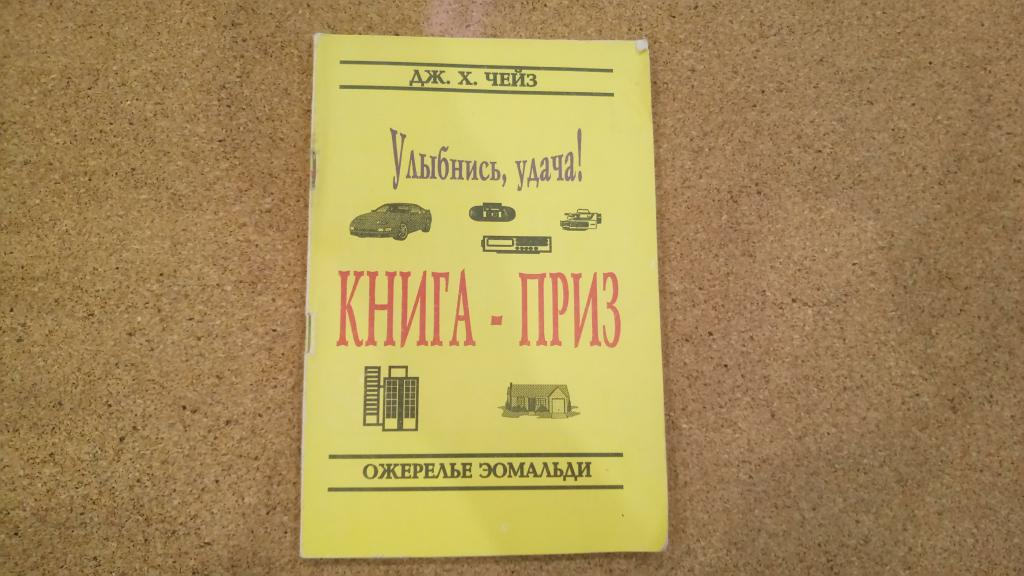 ДЖ. Х. ЧЕЙЗ
Улыбнись, удача!
КНИГА - ПРИЗ
ОЖЕРЕЛЬЕ ЭОМАЛЬДИ